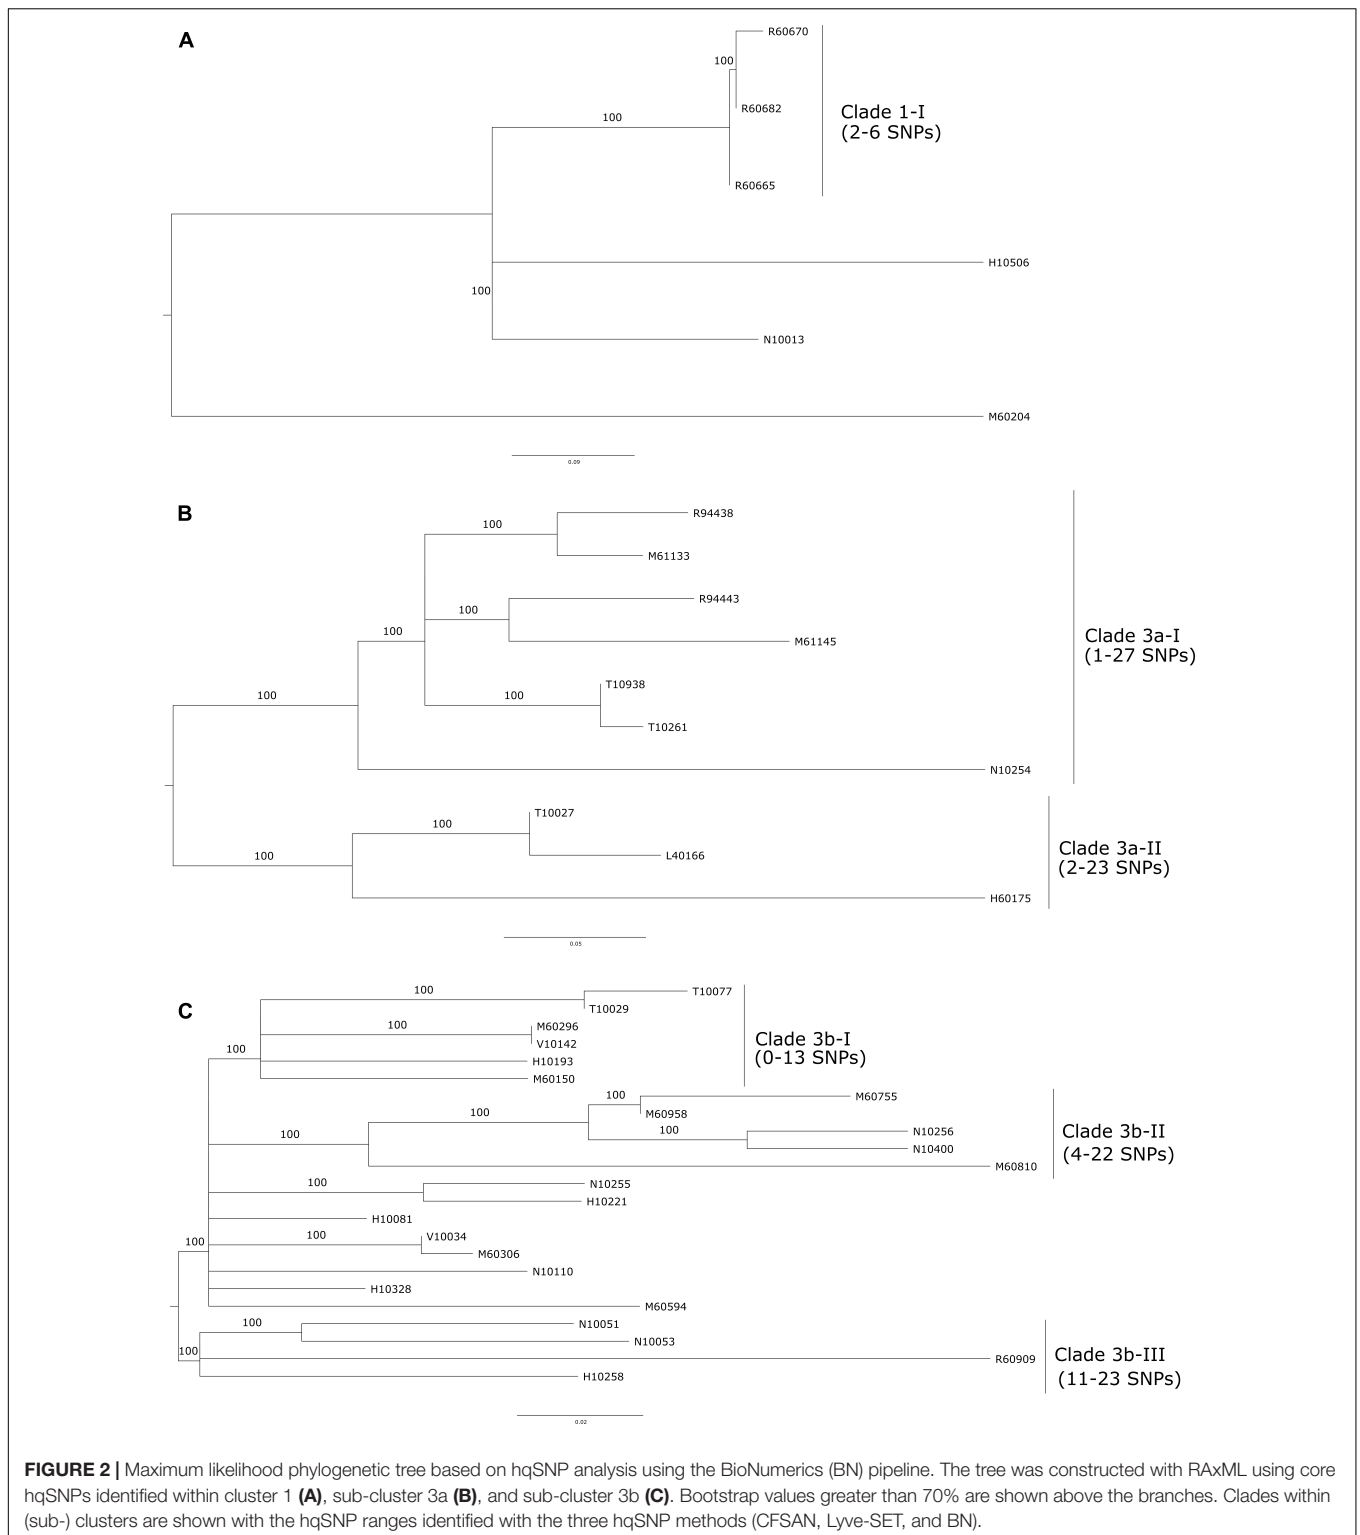 A
R60670
100
R60682
100
Clade 1-I
(2-6 SNPs)
R60665
H10506
100
N10013
M60204
0.09
B
R94438
100
M61133
R94443
100
M61145
100
Clade 3a-I
(1-27 SNPs)
T10938
100
100
T10261
N10254
T10027
100
L40166
100
Clade 3a-II
(2-23 SNPs)
H60175
0.05
C
100
T10077
T10029
100
M60296
V10142
100
H10193
M60150
Clade 3b-I
(0-13 SNPs)
100
M60755
M60958
100
100
N10256
100
N10400
M60810
Clade 3b-II
(4-22 SNPs)
100
N10255
H10221
H10081
100
V10034
100
M60306
N10110
H10328
M60594
100
N10051
N10053
100
R60909
H10258
Clade 3b-III
(11-23 SNPs)
0.02
FIGURE 2 | Maximum likelihood phylogenetic tree based on hqSNP analysis using the BioNumerics (BN) pipeline. The tree was constructed with RAxML using core
hqSNPs identified within cluster 1 (A), sub-cluster 3a (B), and sub-cluster 3b (C). Bootstrap values greater than 70% are shown above the branches. Clades within
(sub-) clusters are shown with the hqSNP ranges identified with the three hqSNP methods (CFSAN, Lyve-SET, and BN).